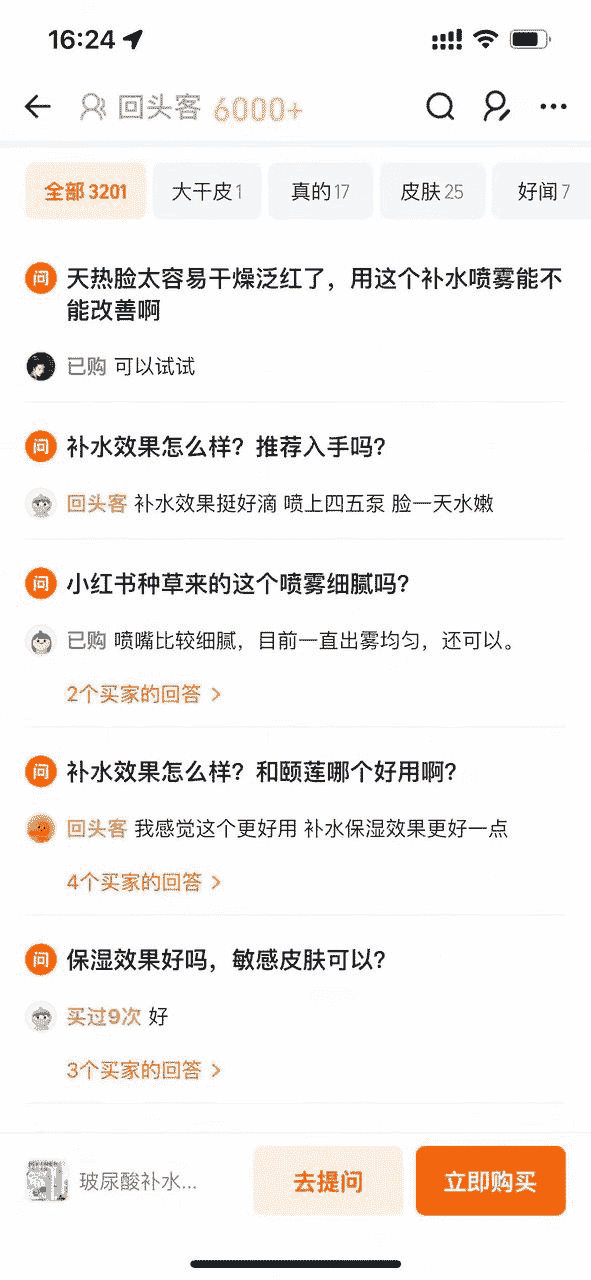 16:24
回头客 6000+
全部 3201 大干皮 1 真的 17 皮肤 25 好闻 7
问 天热脸太容易干燥泛红了，用这个补水喷雾能不
能改善啊
已购 可以试试
问 补水效果怎么样？推荐入手吗？
回头客 补水效果挺好滴 喷上四五泵 脸一天水嫩
问 小红书种草来的这个喷雾细腻吗？
已购 喷嘴比较细腻，目前一直出雾均匀，还可以。
2个买家的回答 >
问 补水效果怎么样？和颐莲哪个好用啊？
回头客 我感觉这个更好用 补水保湿效果更好一点
4个买家的回答 >
问 保湿效果好吗，敏感皮肤可以？
买过9次 好
3个买家的回答 >
玻尿酸补水... 去提问 立即购买